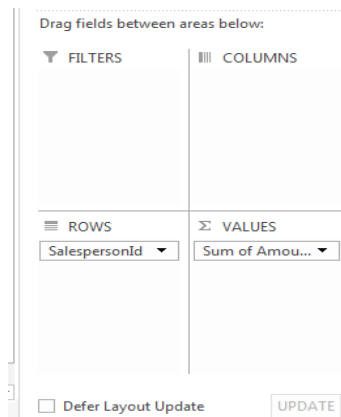 Drag fields between areas below:
FILTERS
COLUMNS
ROWS
Σ VALUES
SalespersonId
Sum of Amou...
Defer Layout Update
UPDATE